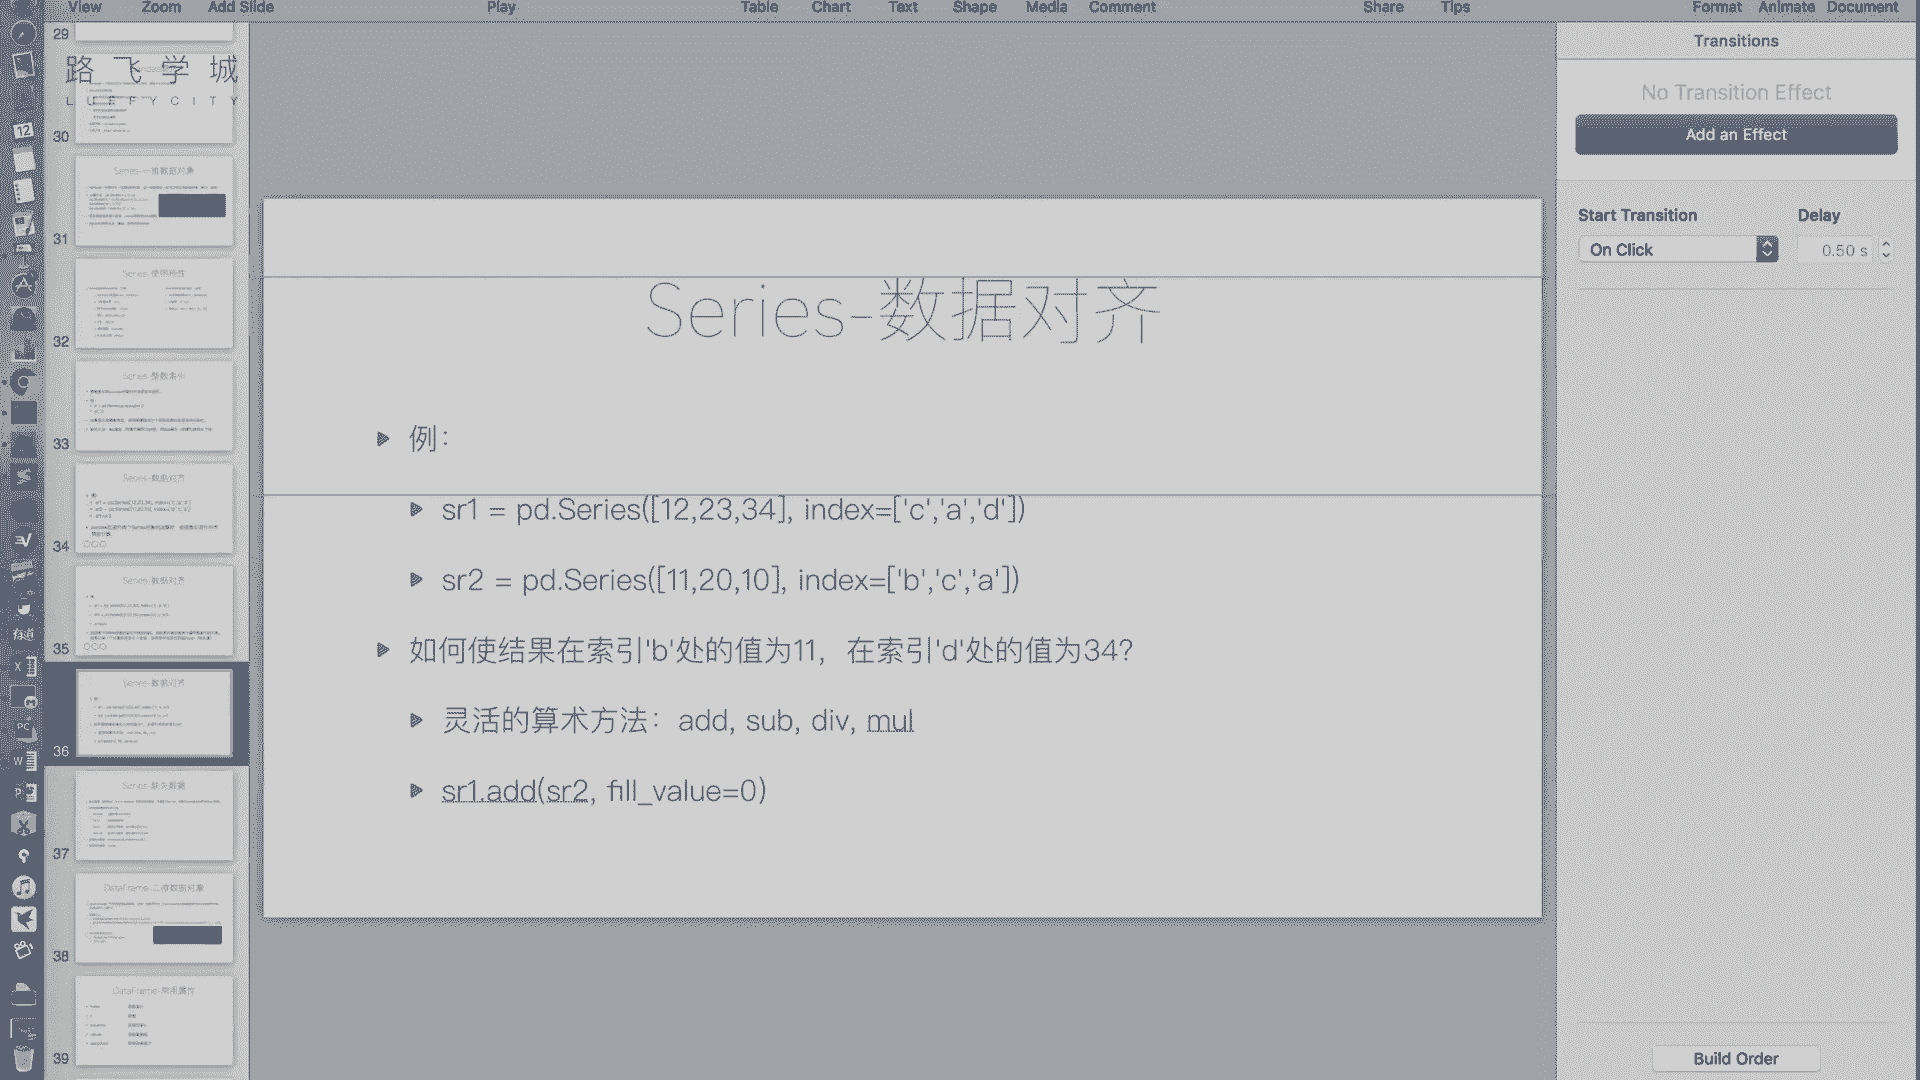 View Zoom Add Slide Play Table Chart Text Shape Media Comment Share Tips Format Animate Document
路飞学城
LUFFYCITY
29
30
Series-一维数据对象
31
Series-使用特性
32
Series-整数索引
33
Series-数据对齐
34
Series-数据对齐
35
Series-数据对齐
36
Series-缺失数据
37
DataFrame-二维数据对象
38
DataFrame-常用属性
39
12
有道
Series-数据对齐
例：
sr1 = pd.Series([12,23,34], index=['c','a','d'])
sr2 = pd.Series([11,20,10], index=['b','c','a'])
如何使结果在索引'b'处的值为11，在索引'd'处的值为34?
灵活的算术方法：add, sub, div, mul
sr1.add(sr2, fill_value=0)
Transitions
No Transition Effect
Add an Effect
Start Transition Delay
On Click 0.50 s
Build Order